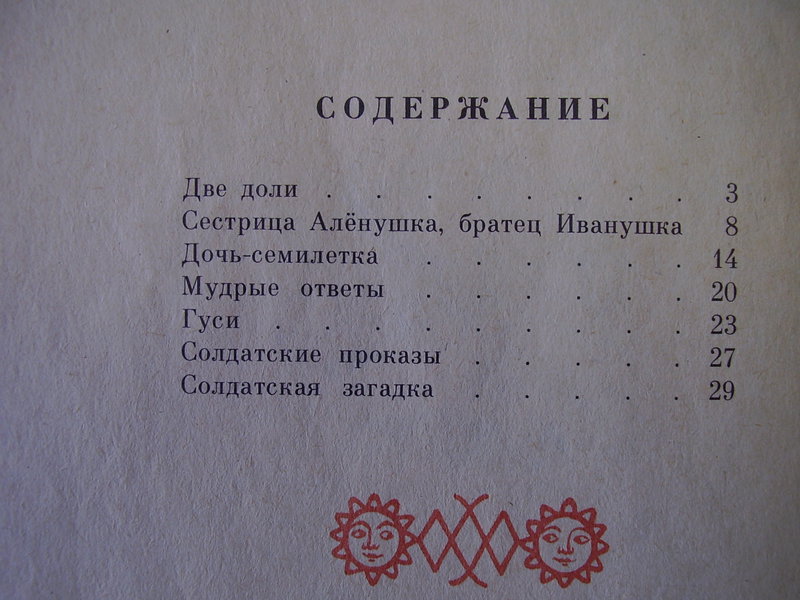 СОДЕРЖАНИЕ
Две доли . . . . . . . . 3
Сестрица Алёнушка, братец Иванушка 8
Дочь-семилетка . . . . . . 14
Мудрые ответы . . . . . . 20
Гуси . . . . . . . . . 23
Солдатские проказы . . . . . 27
Солдатская загадка . . . . . 29